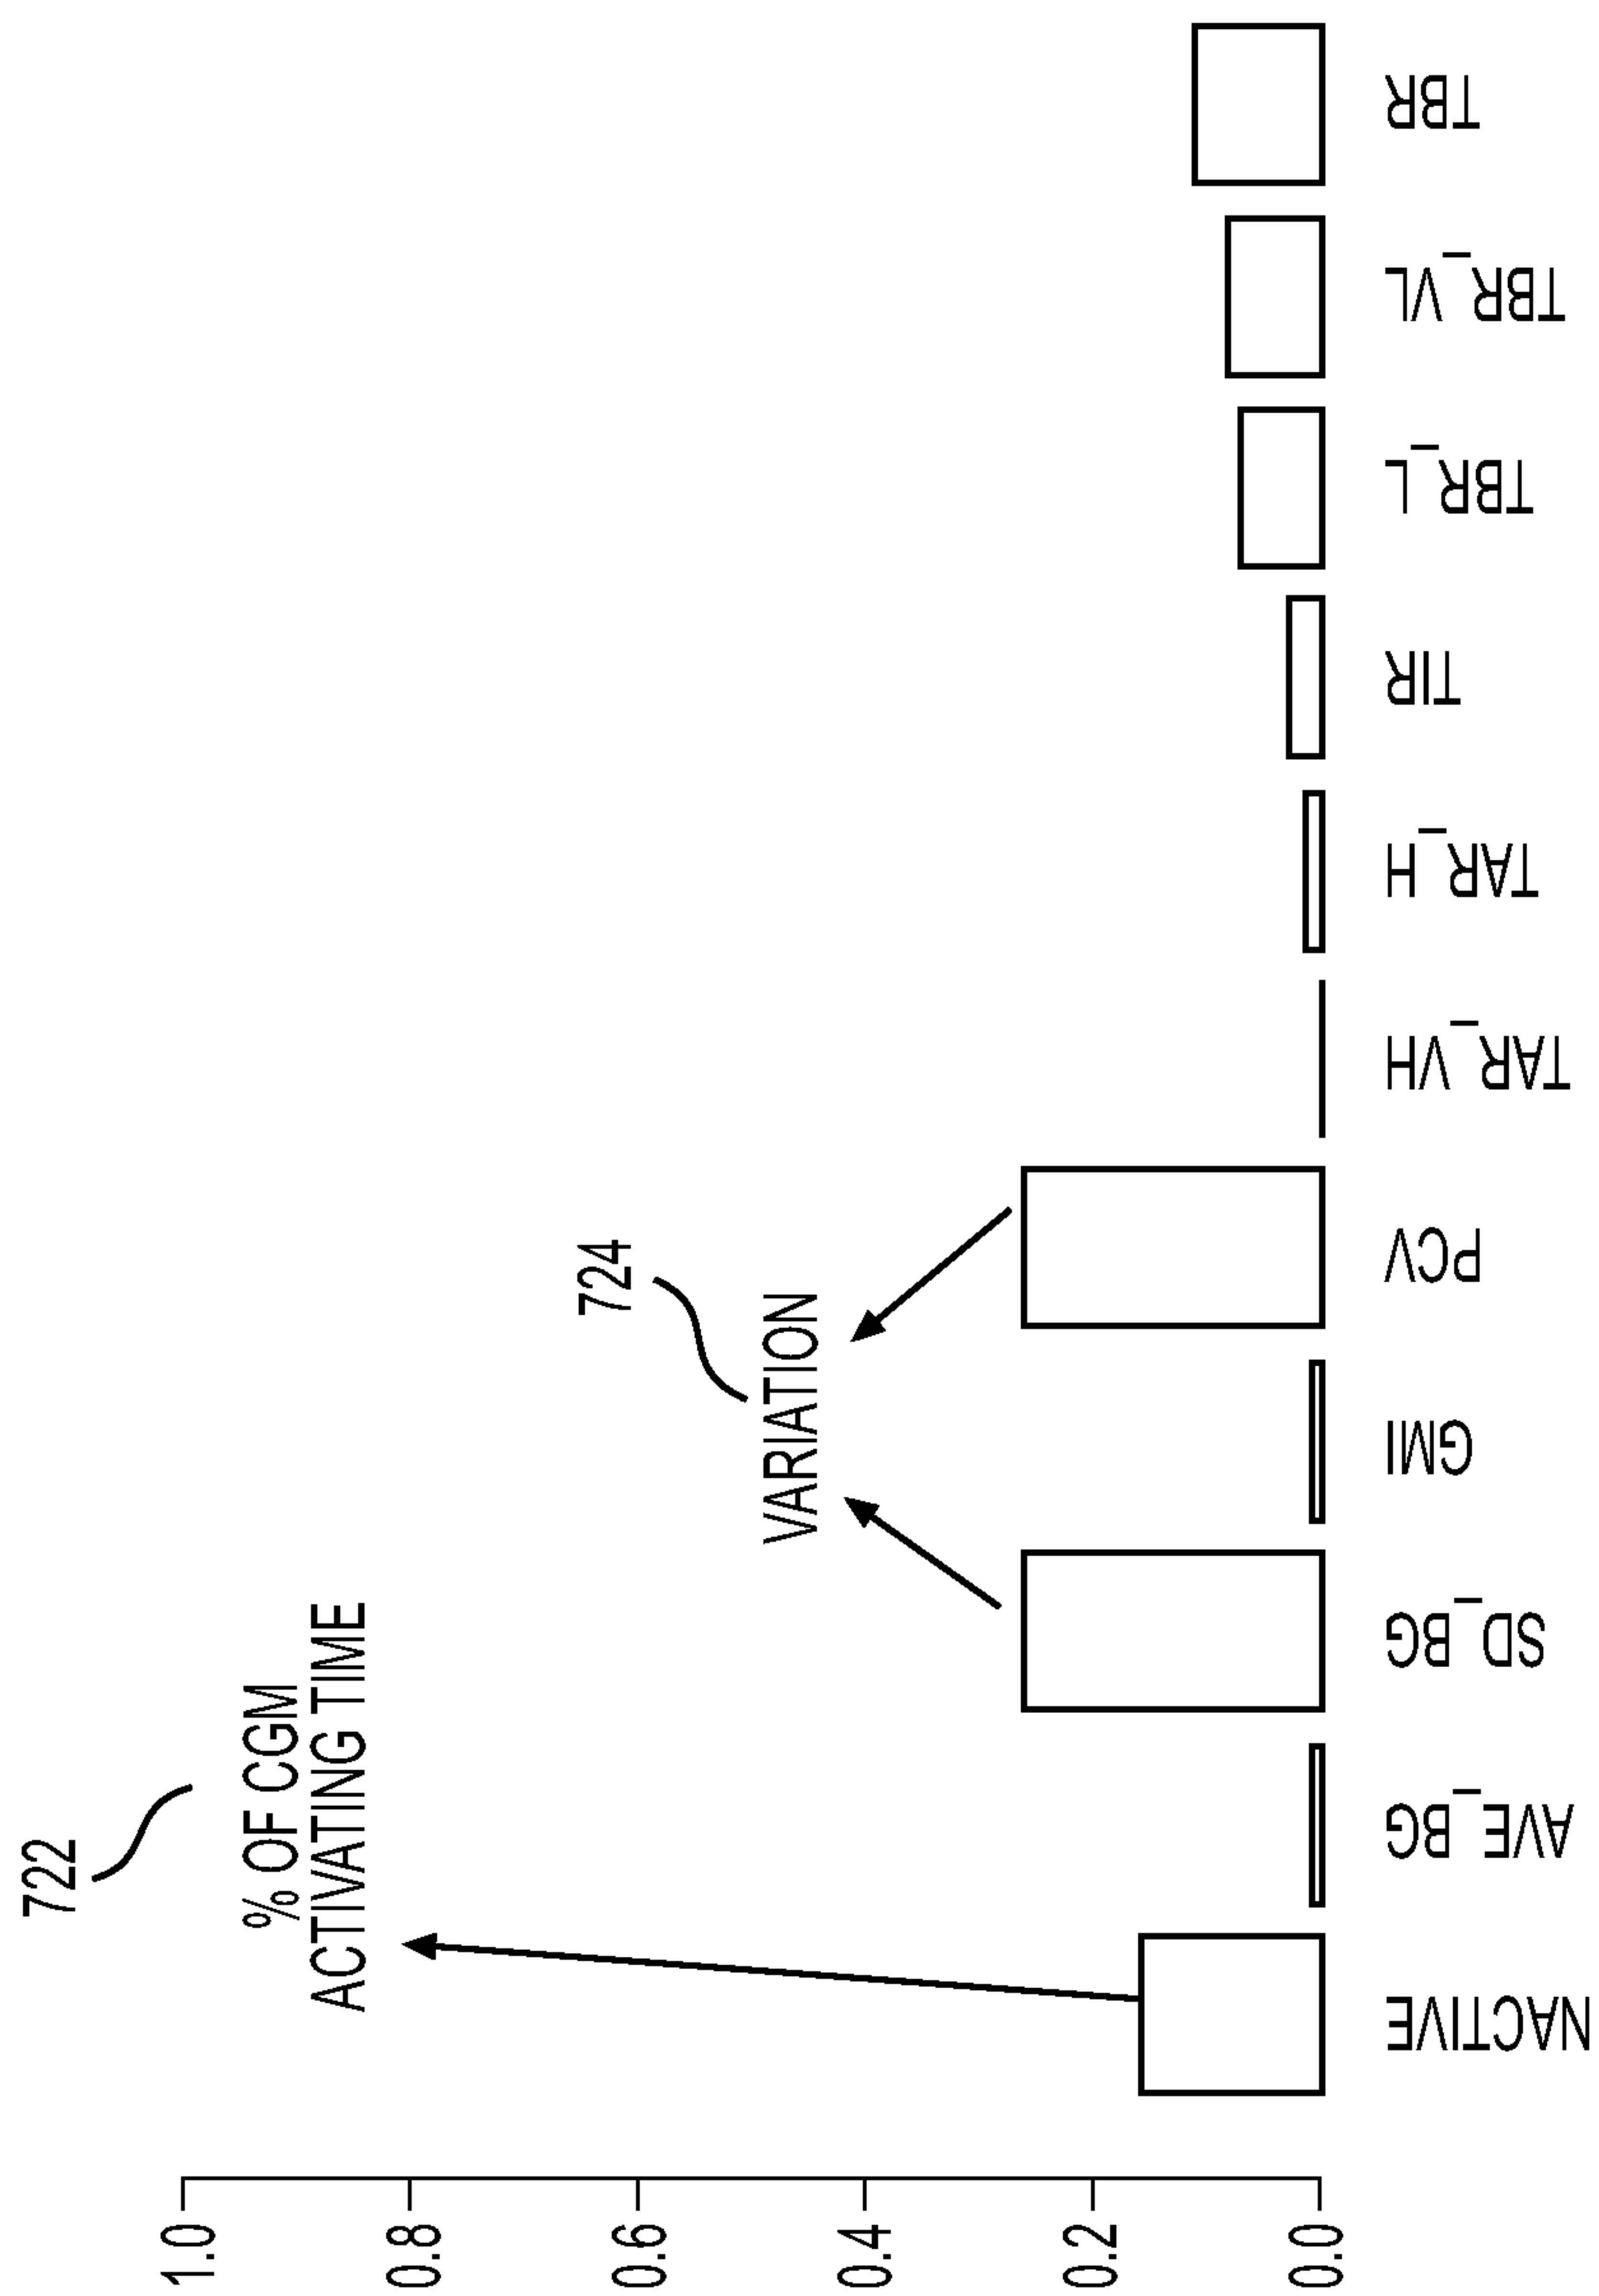 722
% OF CGM
ACTIVATING TIME
724
VARIATION
1.0
0.8
0.6
0.4
0.2
0.0
NACTIVE
AVE_BG
SD_BG
GMI
PCV
TAR_VH
TAR_H
TIR
TBR_L
TBR_VL
TBR